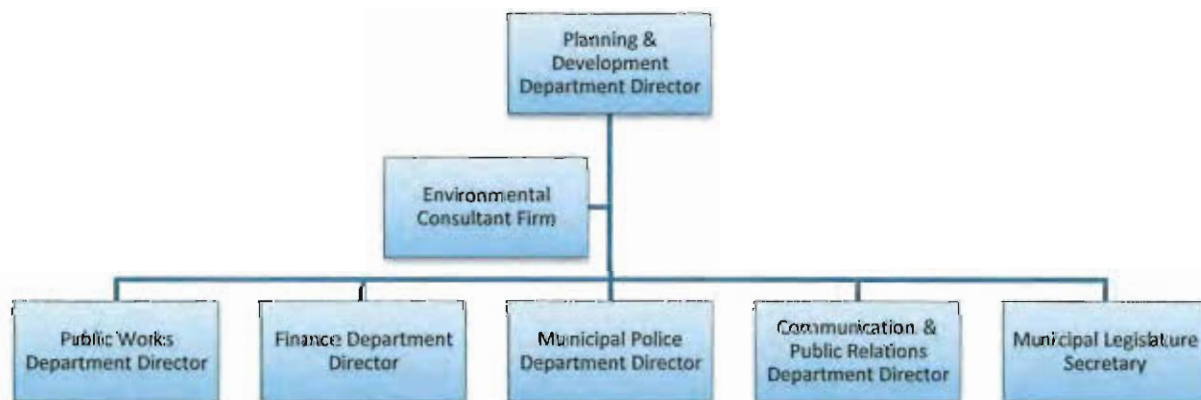 Planning &
Development
Department Director
Environmental
Consultant Firm
Public Works
Department Director
Finance Department
Director
Municipal Police
Department Director
Communication &
Public Relations
Department Director
Municipal Legislature
Secretary